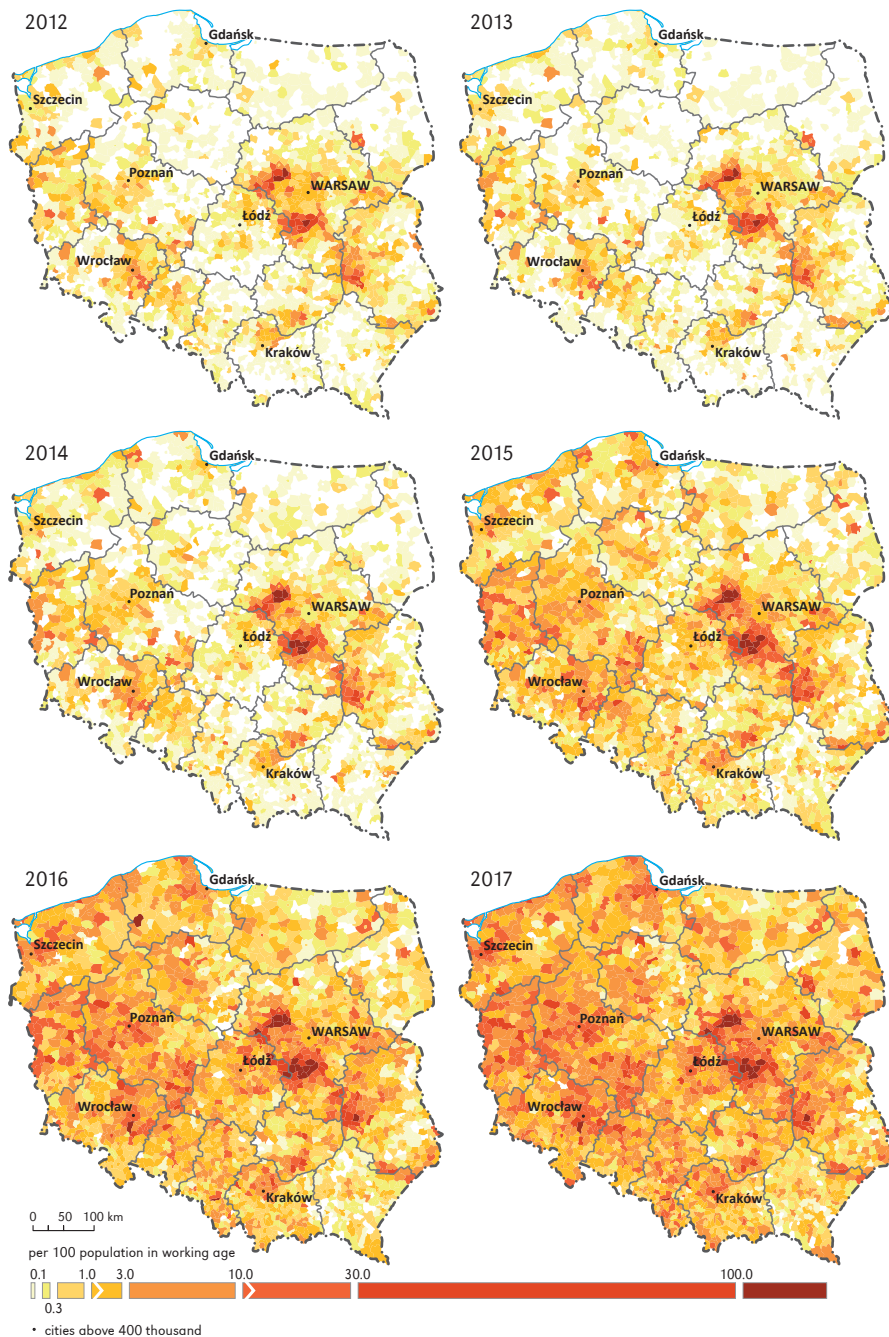 2012
Gdańsk
Szczecin
Poznań
WARSAW
Łódź
Wrocław
Kraków
2013
Gdańsk
Szczecin
Poznań
WARSAW
Łódź
Wrocław
Kraków
2014
Gdańsk
Szczecin
Poznań
WARSAW
Łódź
Wrocław
Kraków
2015
Gdańsk
Szczecin
Poznań
WARSAW
Łódź
Wrocław
Kraków
2016
Gdańsk
Szczecin
Poznań
WARSAW
Łódź
Wrocław
Kraków
2017
Gdańsk
Szczecin
Poznań
WARSAW
Łódź
Wrocław
Kraków
0 50 100 km
per 100 population in working age
0.1 1.0 3.0 10.0 30.0 100.0
0.3
• cities above 400 thousand